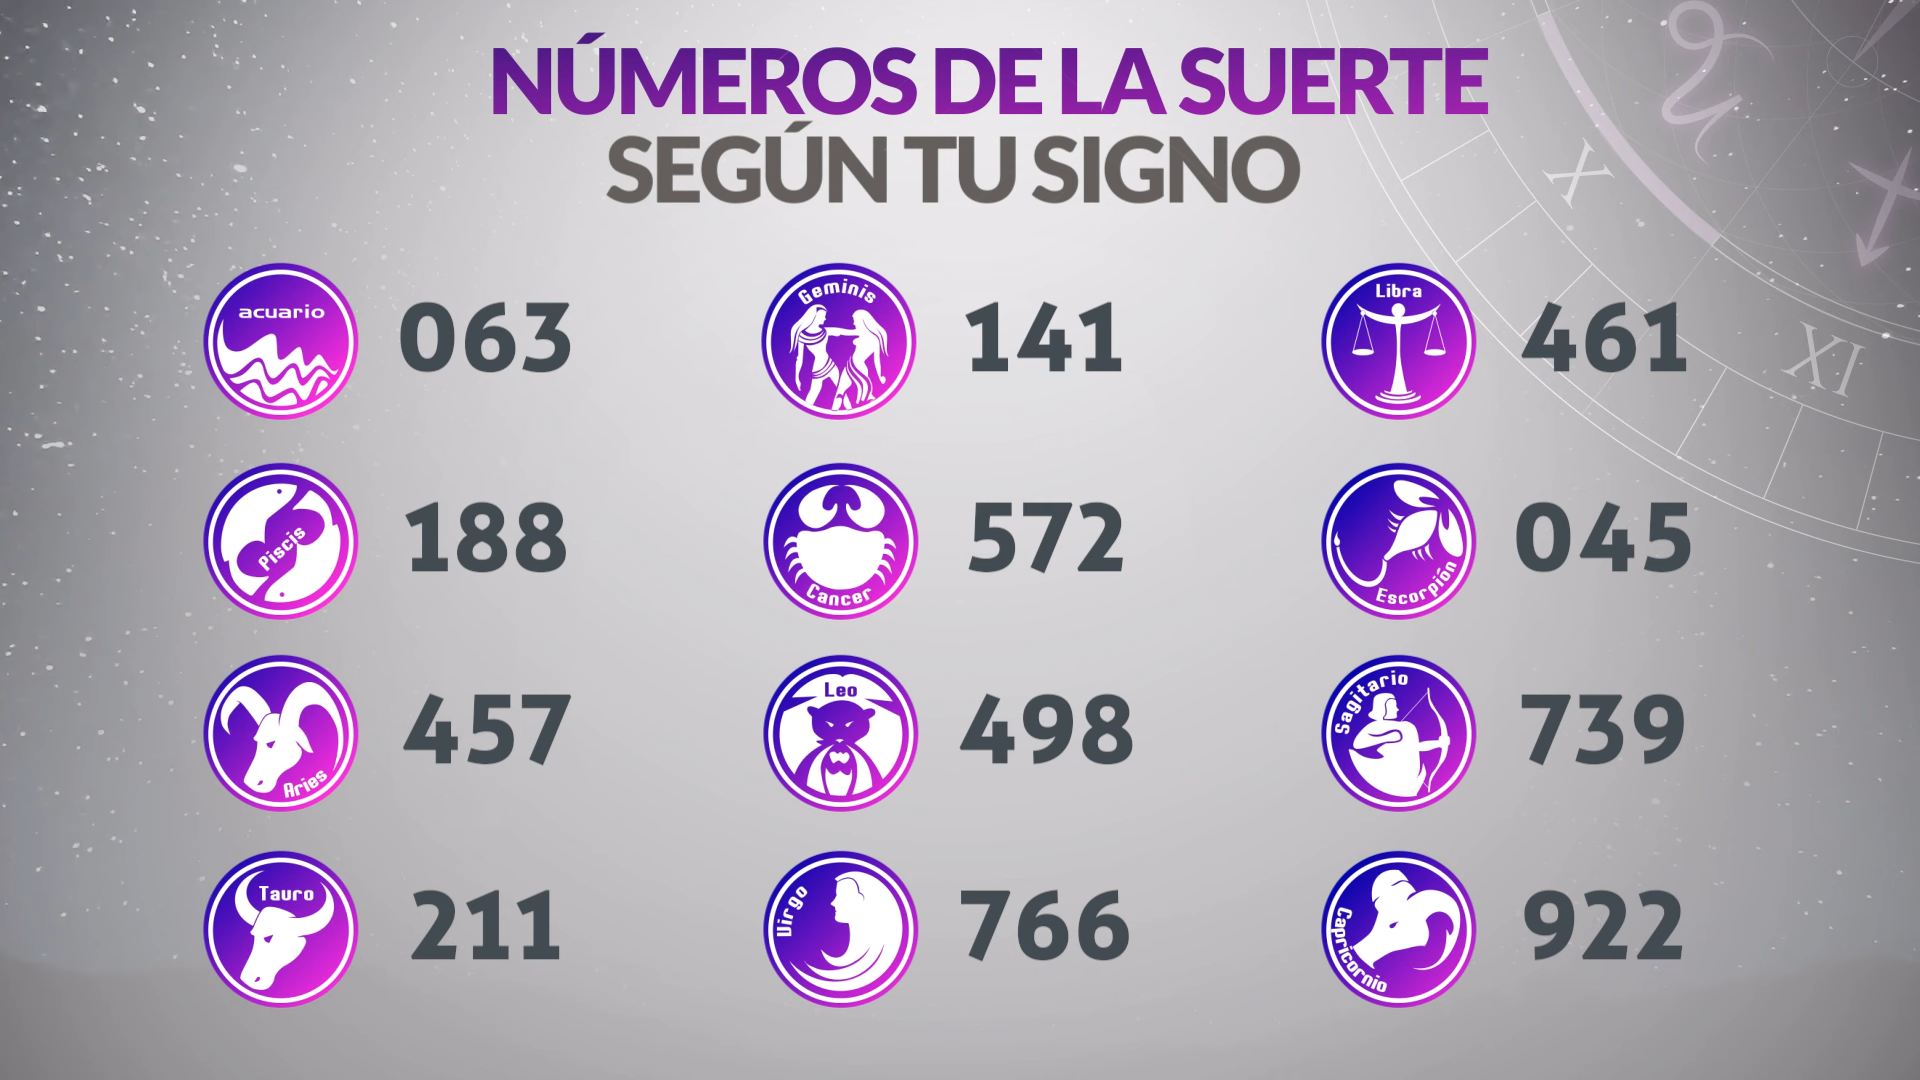 NÚMEROS DE LA SUERTE
SEGÚN TU SIGNO
acuario 063
Geminis 141
Libra 461
Piscis 188
Cancer 572
Escorpión 045
Aries 457
Leo 498
Sagitario 739
Tauro 211
Virgo 766
Capricornio 922
X
XI